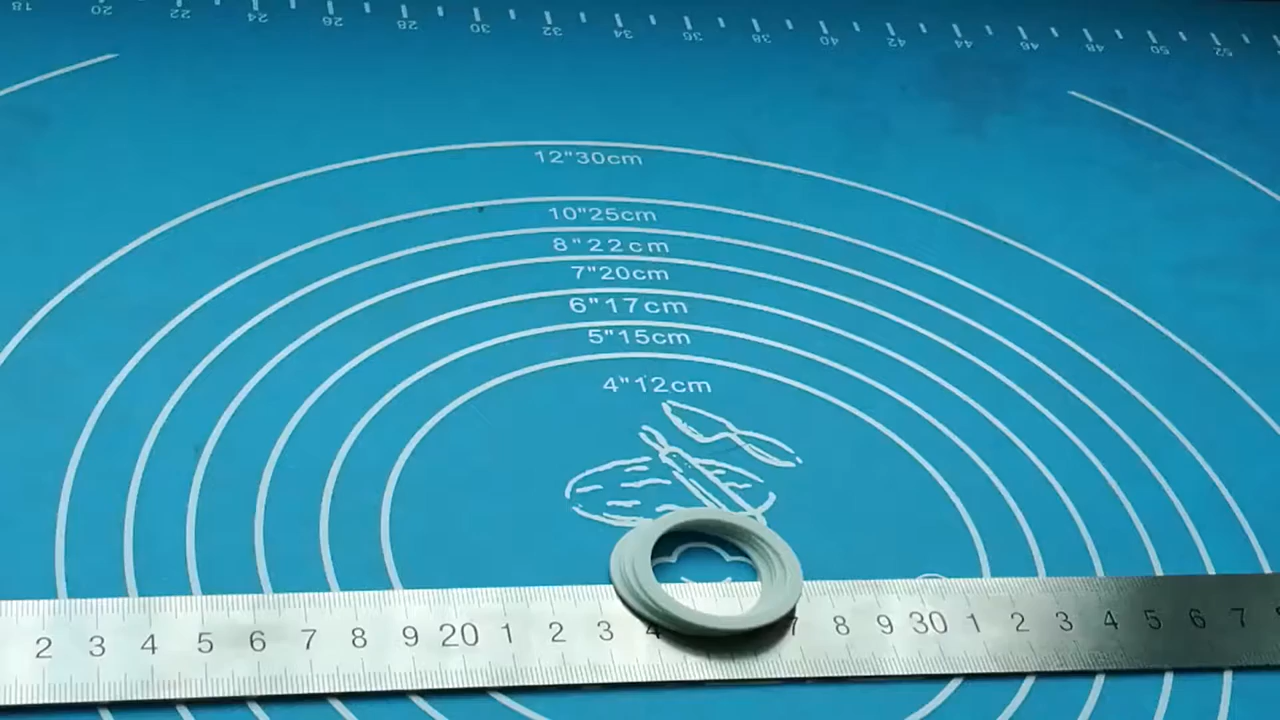 18 20 22 24 26 28 30 32 34 36 38 40 42 44 46 48 50 52
12"30cm
10"25cm
8"22cm
7"20cm
6"17cm
5"15cm
4"12cm
2 3 4 5 6 7 8 9 20 1 2 3 4 7 8 9 30 1 2 3 4 5 6 7